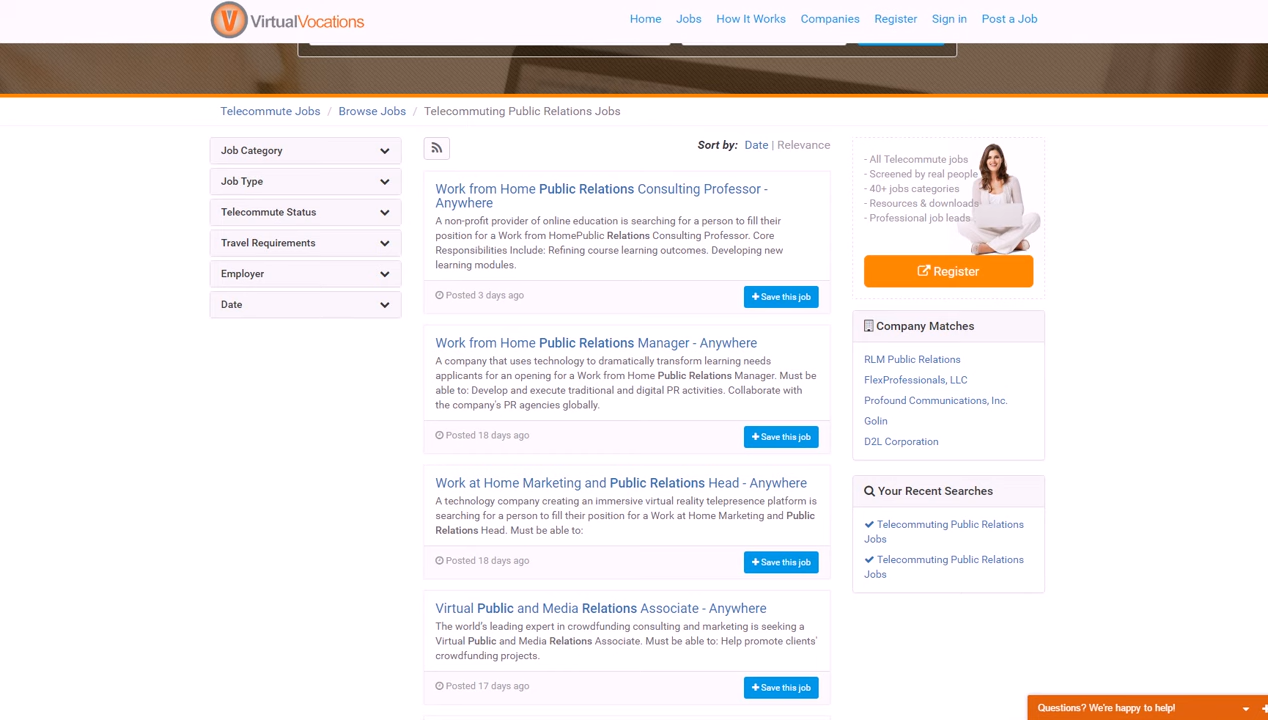 VirtualVocations
Home Jobs How It Works Companies Register Sign in Post a Job
Telecommute Jobs / Browse Jobs / Telecommuting Public Relations Jobs
Job Category
Job Type
Telecommute Status
Travel Requirements
Employer
Date
Sort by: Date | Relevance
Work from Home Public Relations Consulting Professor -
Anywhere
A non-profit provider of online education is searching for a person to fill their
position for a Work from HomePublic Relations Consulting Professor. Core
Responsibilities Include: Refining course learning outcomes. Developing new
learning modules.
Posted 3 days ago
Save this job
Work from Home Public Relations Manager - Anywhere
A company that uses technology to dramatically transform learning needs
applicants for an opening for a Work from Home Public Relations Manager. Must be
able to: Develop and execute traditional and digital PR activities. Collaborate with
the company's PR agencies globally.
Posted 18 days ago
Save this job
Work at Home Marketing and Public Relations Head - Anywhere
A technology company creating an immersive virtual reality telepresence platform is
searching for a person to fill their position for a Work at Home Marketing and Public
Relations Head. Must be able to:
Posted 18 days ago
Save this job
Virtual Public and Media Relations Associate - Anywhere
The world's leading expert in crowdfunding consulting and marketing is seeking a
Virtual Public and Media Relations Associate. Must be able to: Help promote clients'
crowdfunding projects.
Posted 17 days ago
Save this job
- All Telecommute jobs
- Screened by real people
- 40+ jobs categories
- Resources & downloads
- Professional job leads
Register
Company Matches
RLM Public Relations
FlexProfessionals, LLC
Profound Communications, Inc.
Golin
D2L Corporation
Your Recent Searches
Telecommuting Public Relations
Jobs
Telecommuting Public Relations
Jobs
Questions? We're happy to help!